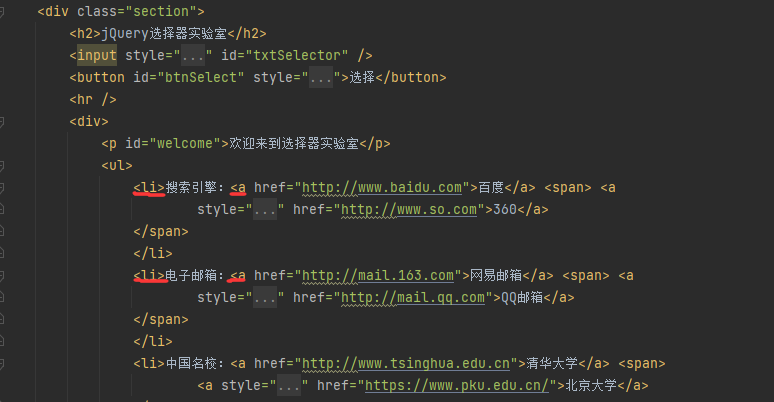 <div class="section">
<h2>jQuery选择器实验室</h2>
<input style="..." id="txtSelector" />
<button id="btnSelect" style="...">选择</button>
<hr />
<div>
<p id="welcome">欢迎来到选择器实验室</p>
<ul>
<li>搜索引擎: <a href="http://www.baidu.com">百度</a> <span> <a
style="..." href="http://www.so.com">360</a>
</span>
</li>
<li>电子邮箱: <a href="http://mail.163.com">网易邮箱</a> <span> <a
style="..." href="http://mail.qq.com">QQ邮箱</a>
</span>
</li>
<li>中国名校: <a href="http://www.tsinghua.edu.cn">清华大学</a> <span>
<a style="..." href="https://www.pku.edu.cn/">北京大学</a>